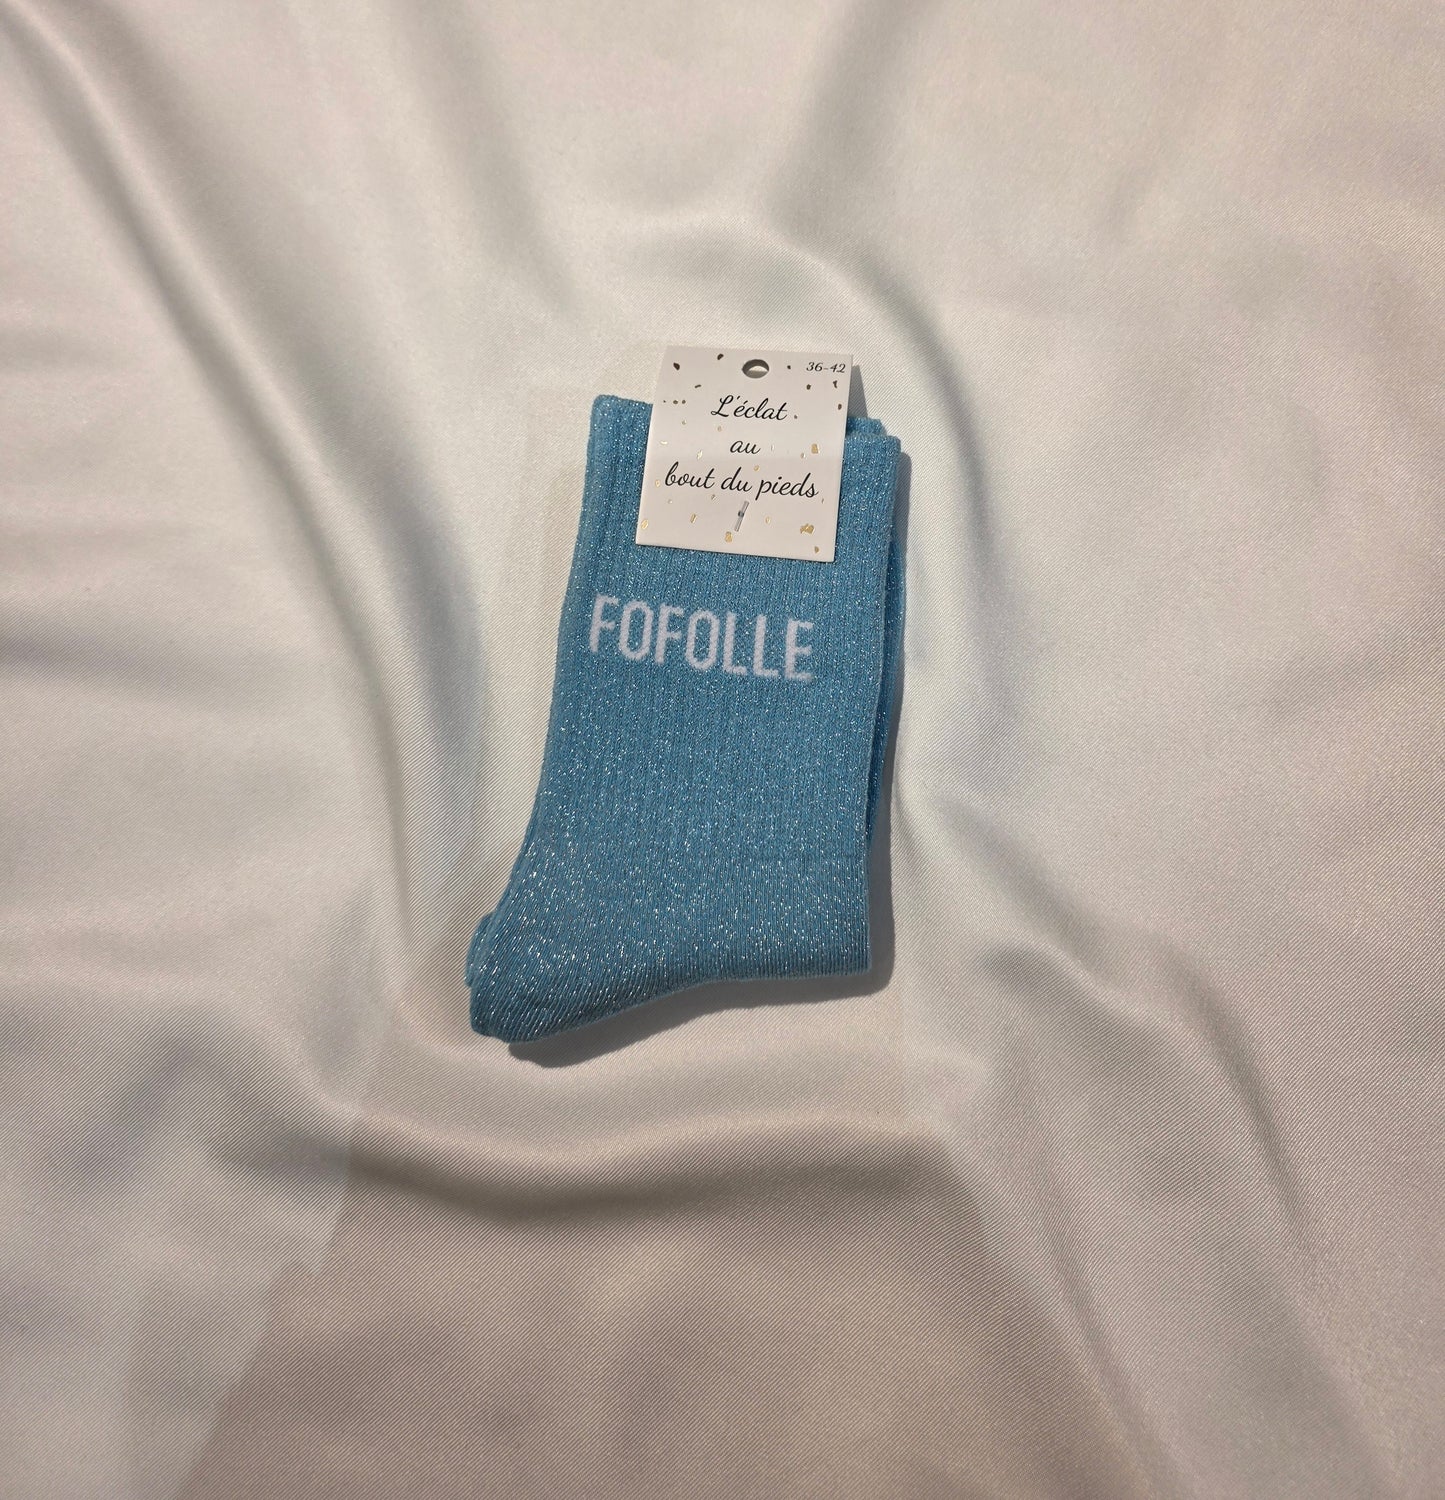 36-42
L'éclat
au
bout du pieds
FOFOLLE